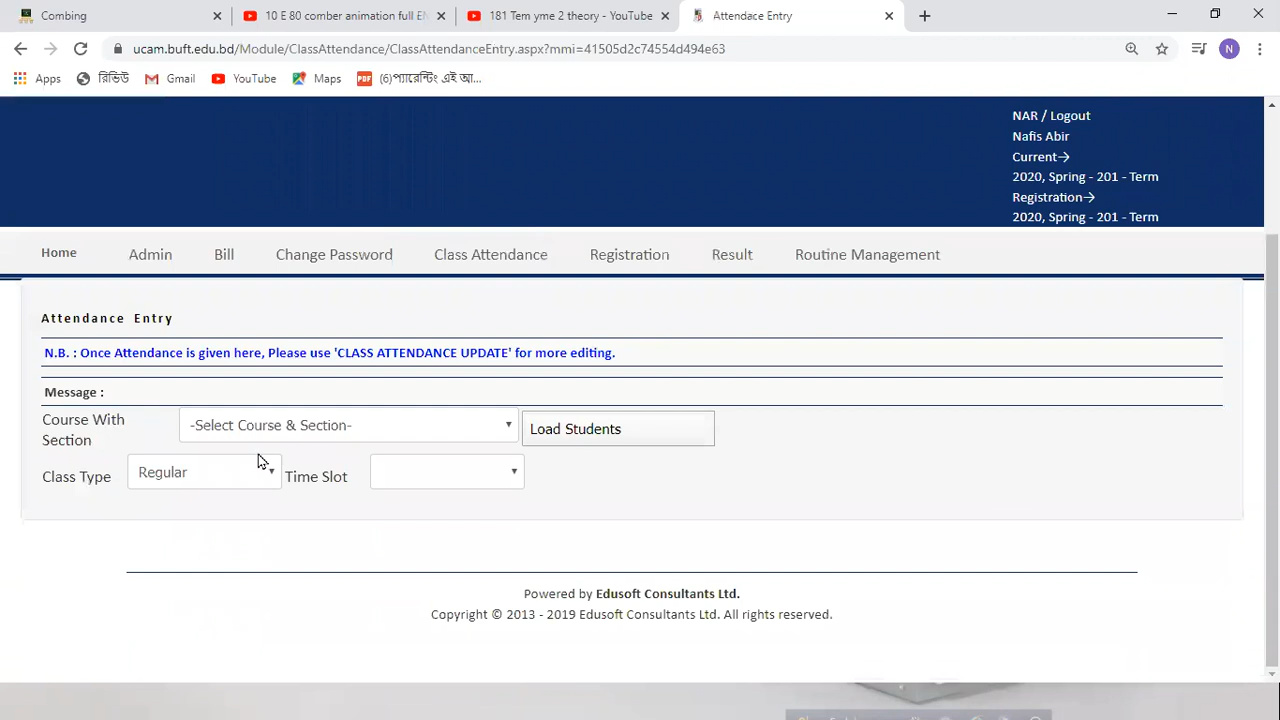 Combing
10 E 80 comber animation full EN
181 Tem yme 2 theory - YouTube
Attendace Entry
ucam.buft.edu.bd/Module/ClassAttendance/ClassAttendanceEntry.aspx?mmi=41505d2c74554d494e63
N
Apps
রিভিউ
Gmail
YouTube
Maps
PDF
(6)প্যারেন্টিং এই আ...
NAR / Logout
Nafis Abir
Current→
2020, Spring - 201 - Term
Registration→
2020, Spring - 201 - Term
Home Admin Bill Change Password Class Attendance Registration Result Routine Management
Attendance Entry
N.B. : Once Attendance is given here, Please use 'CLASS ATTENDANCE UPDATE' for more editing.
Message :
Course With Section
-Select Course & Section-
Load Students
Class Type
Regular
Time Slot
Powered by Edusoft Consultants Ltd.
Copyright © 2013 - 2019 Edusoft Consultants Ltd. All rights reserved.